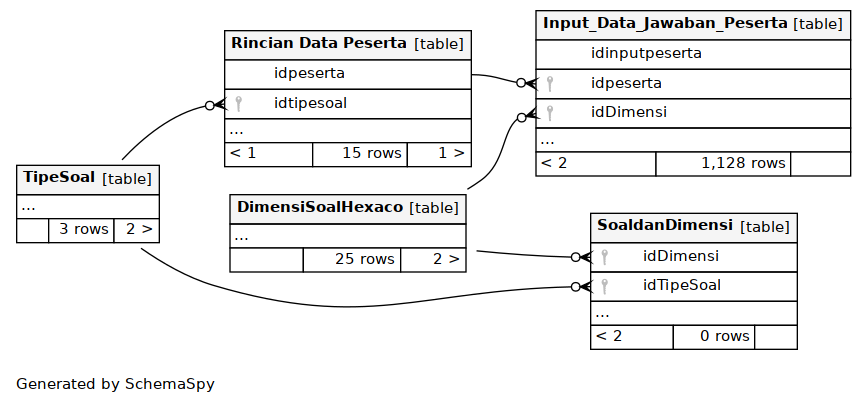 Rincian Data Peserta [table]
idpeserta
idtipesoal
...
< 1 15 rows 1 >
Input_Data_Jawaban_Peserta [table]
idinputpeserta
idpeserta
idDimensi
...
< 2 1,128 rows
TipeSoal [table]
...
3 rows 2 >
DimensiSoalHexaco [table]
...
25 rows 2 >
SoaldanDimensi [table]
idDimensi
idTipeSoal
...
< 2 0 rows
Generated by SchemaSpy